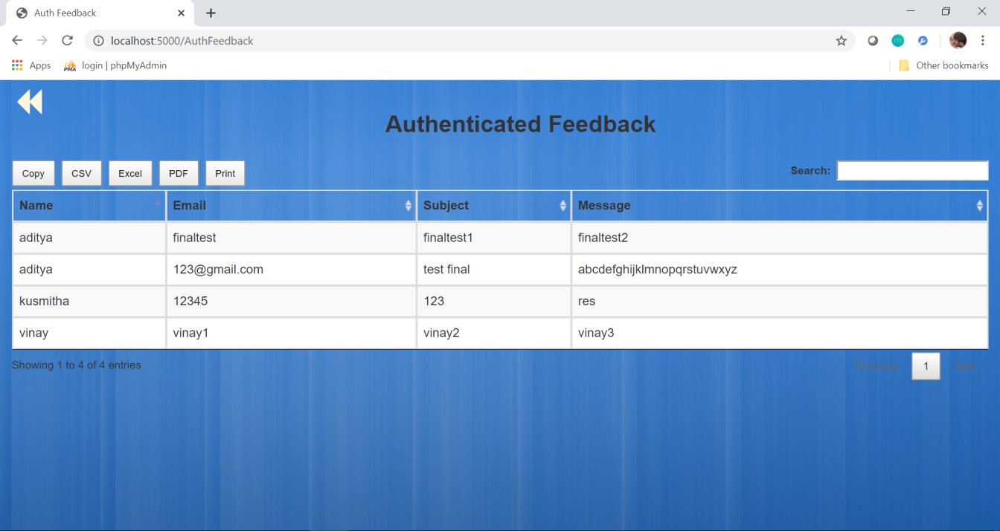 Auth Feedback
localhost:5000/AuthFeedback
m
Apps PMA login | phpMyAdmin Other bookmarks
Authenticated Feedback
Copy CSV Excel PDF Print Search:
Name Email Subject Message
aditya finaltest finaltest1 finaltest2
aditya 123@gmail.com test final abcdefghijklmnopqrstuvwxyz
kusmitha 12345 123 res
vinay vinay1 vinay2 vinay3
Showing 1 to 4 of 4 entries Previous 1 Next